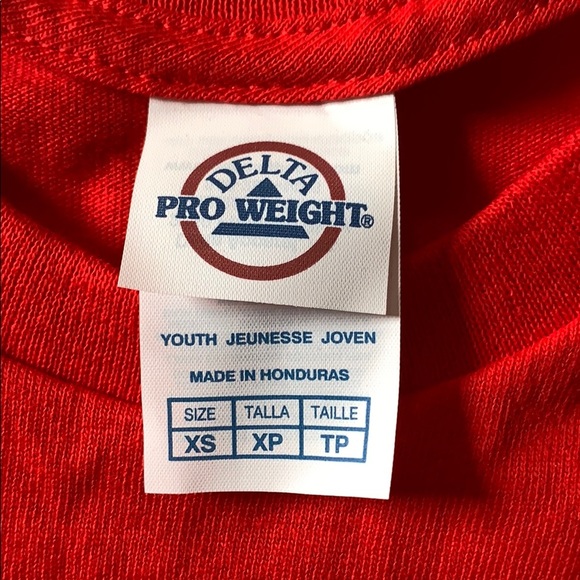 DELTA
PRO WEIGHT®
YOUTH JEUNESSE JOVEN
MADE IN HONDURAS
SIZE TALLA TAILLE
XS XP TP